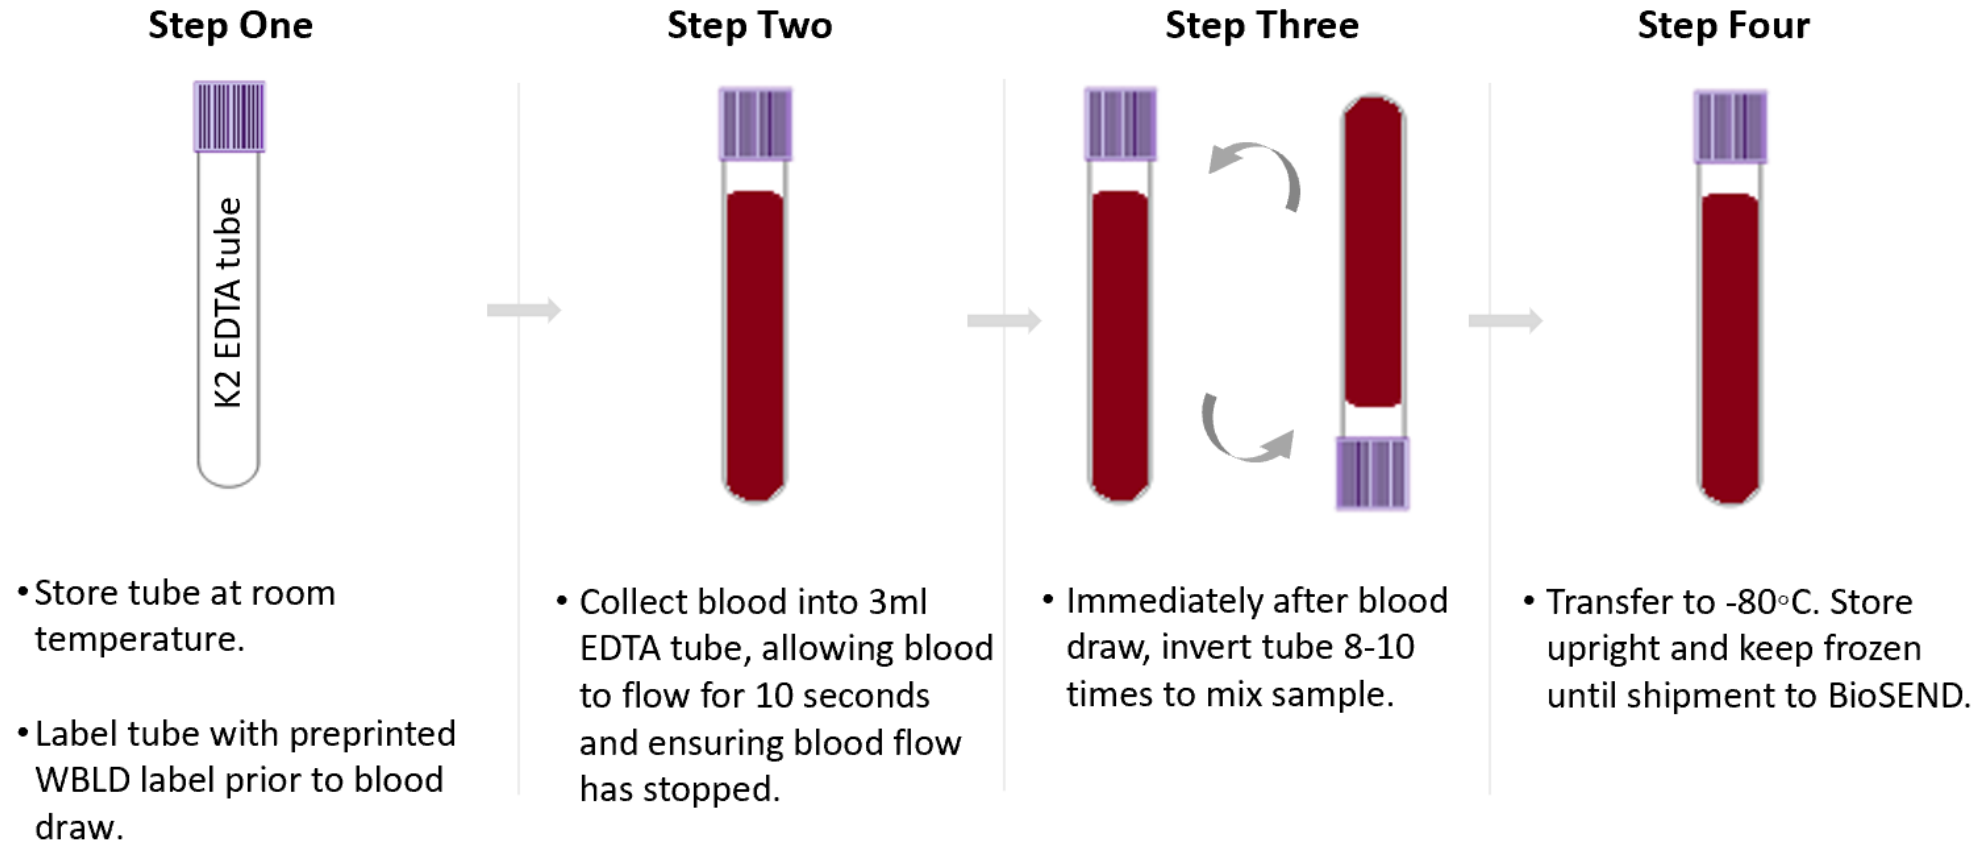 Step One
K2 EDTA tube
• Store tube at room
temperature.
• Label tube with preprinted
WBLD label prior to blood
draw.
Step Two
• Collect blood into 3ml
EDTA tube, allowing blood
to flow for 10 seconds
and ensuring blood flow
has stopped.
Step Three
• Immediately after blood
draw, invert tube 8-10
times to mix sample.
Step Four
• Transfer to -80◦C. Store
upright and keep frozen
until shipment to BioSEND.